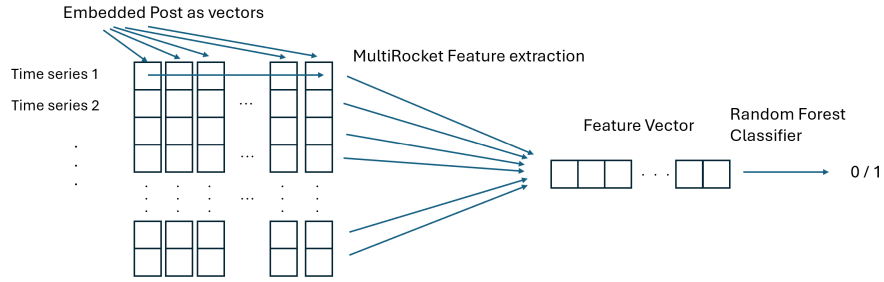 Embedded Post as vectors
MultiRocket Feature extraction
Time series 1
Time series 2
...
...
...
Feature Vector
...
Random Forest
Classifier
0 / 1